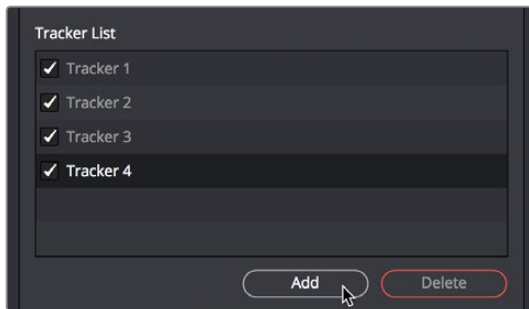 Tracker List
Tracker 1
Tracker 2
Tracker 3
Tracker 4
Add Delete